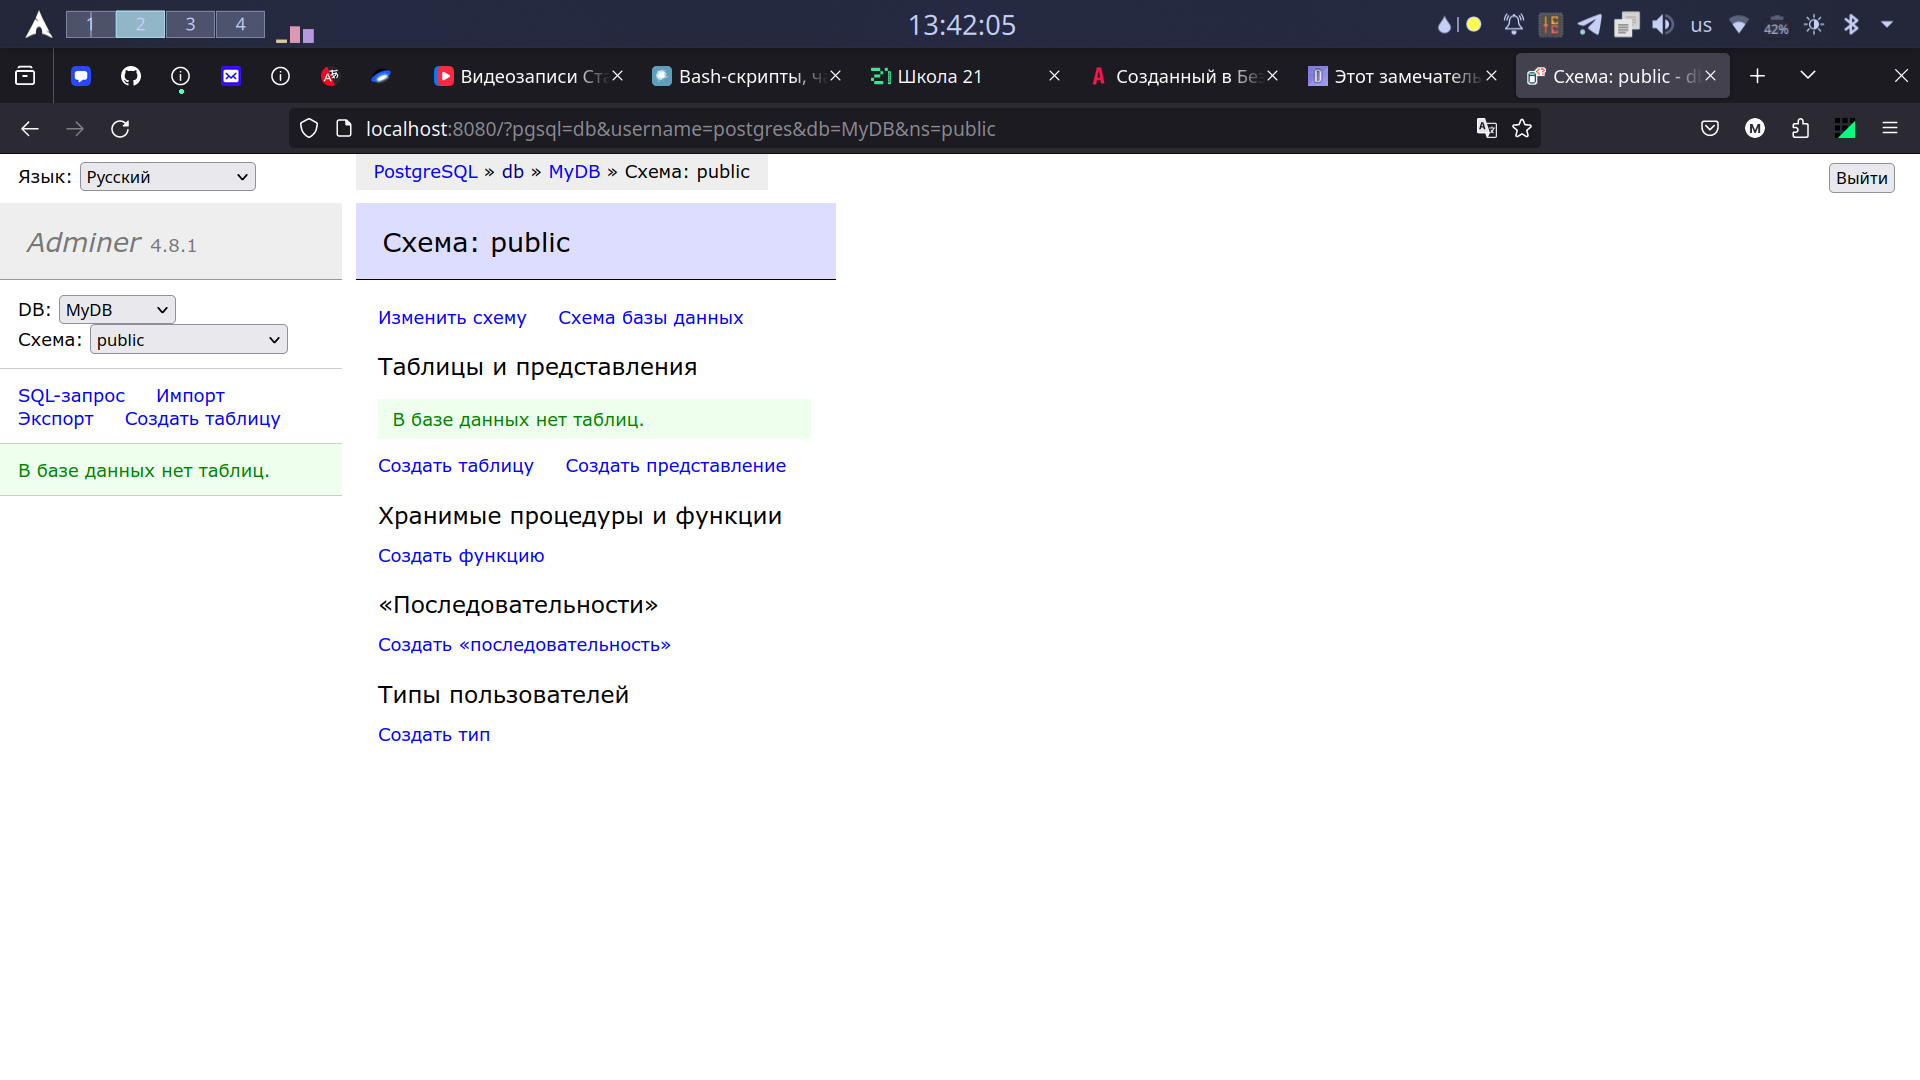 1 2 3 4
13:42:05
us
42%
Видеозаписи Ста
Bash-скрипты, ч
Школа 21
Созданный в Без
Этот замечатель
Схема: public - d
localhost:8080/?pgsql=db&username=postgres&db=MyDB&ns=public
Язык: Русский
PostgreSQL » db » MyDB » Схема: public
Выйти
Adminer 4.8.1
Схема: public
DB: MyDB
Схема: public
SQL-запрос Импорт
Экспорт Создать таблицу
В базе данных нет таблиц.
Изменить схему Схема базы данных
Таблицы и представления
В базе данных нет таблиц.
Создать таблицу Создать представление
Хранимые процедуры и функции
Создать функцию
«Последовательности»
Создать «последовательность»
Типы пользователей
Создать тип